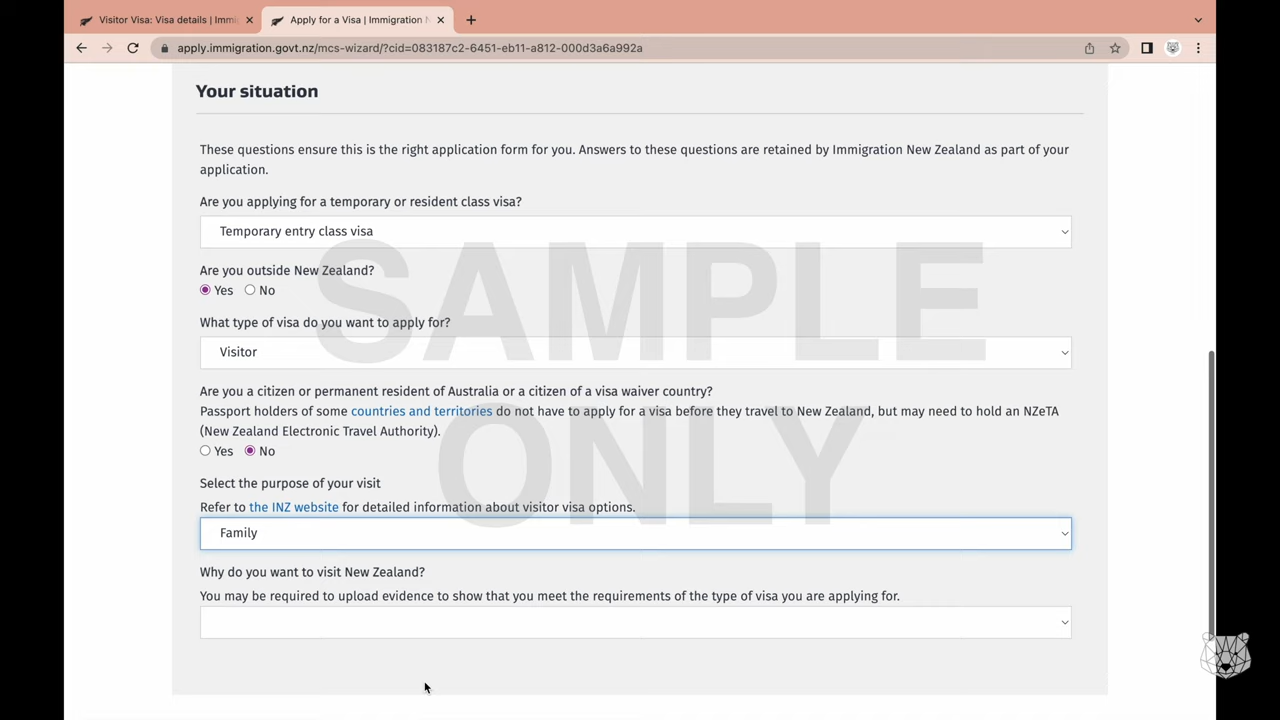 Visitor Visa: Visa details | Immi
Apply for a Visa | Immigration N
apply.immigration.govt.nz/mcs-wizard/?cid=083187c2-6451-eb11-a812-000d3a6a992a
Your situation
These questions ensure this is the right application form for you. Answers to these questions are retained by Immigration New Zealand as part of your
application.
Are you applying for a temporary or resident class visa?
Temporary entry class visa
Are you outside New Zealand?
Yes No
What type of visa do you want to apply for?
Visitor
SAMPLE
Are you a citizen or permanent resident of Australia or a citizen of a visa waiver country?
Passport holders of some countries and territories do not have to apply for a visa before they travel to New Zealand, but may need to hold an NZeTA
(New Zealand Electronic Travel Authority).
Yes No
ONLY
Select the purpose of your visit
Refer to the INZ website for detailed information about visitor visa options.
Family
Why do you want to visit New Zealand?
You may be required to upload evidence to show that you meet the requirements of the type of visa you are applying for.